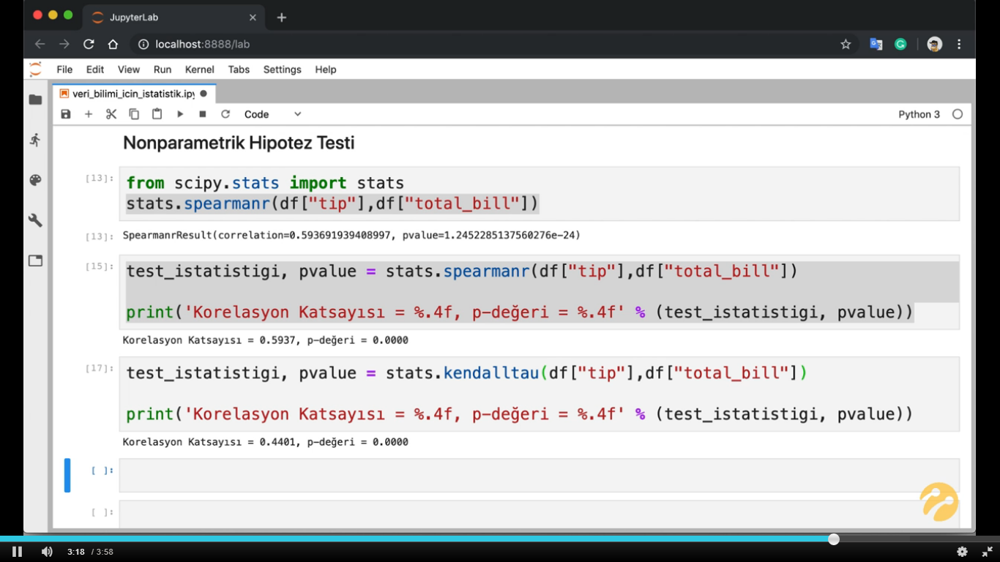 JupyterLab
localhost:8888/lab
File Edit View Run Kernel Tabs Settings Help
veri_bilimi_icin_istatistik.ipy
Code Python 3
Nonparametrik Hipotez Testi
[13]: from scipy.stats import stats
stats.spearmanr(df["tip"],df["total_bill"])
[13]: SpearmanrResult(correlation=0.593691939408997, pvalue=1.2452285137560276e-24)
[15]: test_istatistigi, pvalue = stats.spearmanr(df["tip"],df["total_bill"])
print('Korelasyon Katsayısı = %.4f, p-değeri = %.4f' % (test_istatistigi, pvalue))
Korelasyon Katsayısı = 0.5937, p-değeri = 0.0000
[17]: test_istatistigi, pvalue = stats.kendalltau(df["tip"],df["total_bill"])
print('Korelasyon Katsayısı = %.4f, p-değeri = %.4f' % (test_istatistigi, pvalue))
Korelasyon Katsayısı = 0.4401, p-değeri = 0.0000
[ ]:
[ ]:
3:18 / 3:58